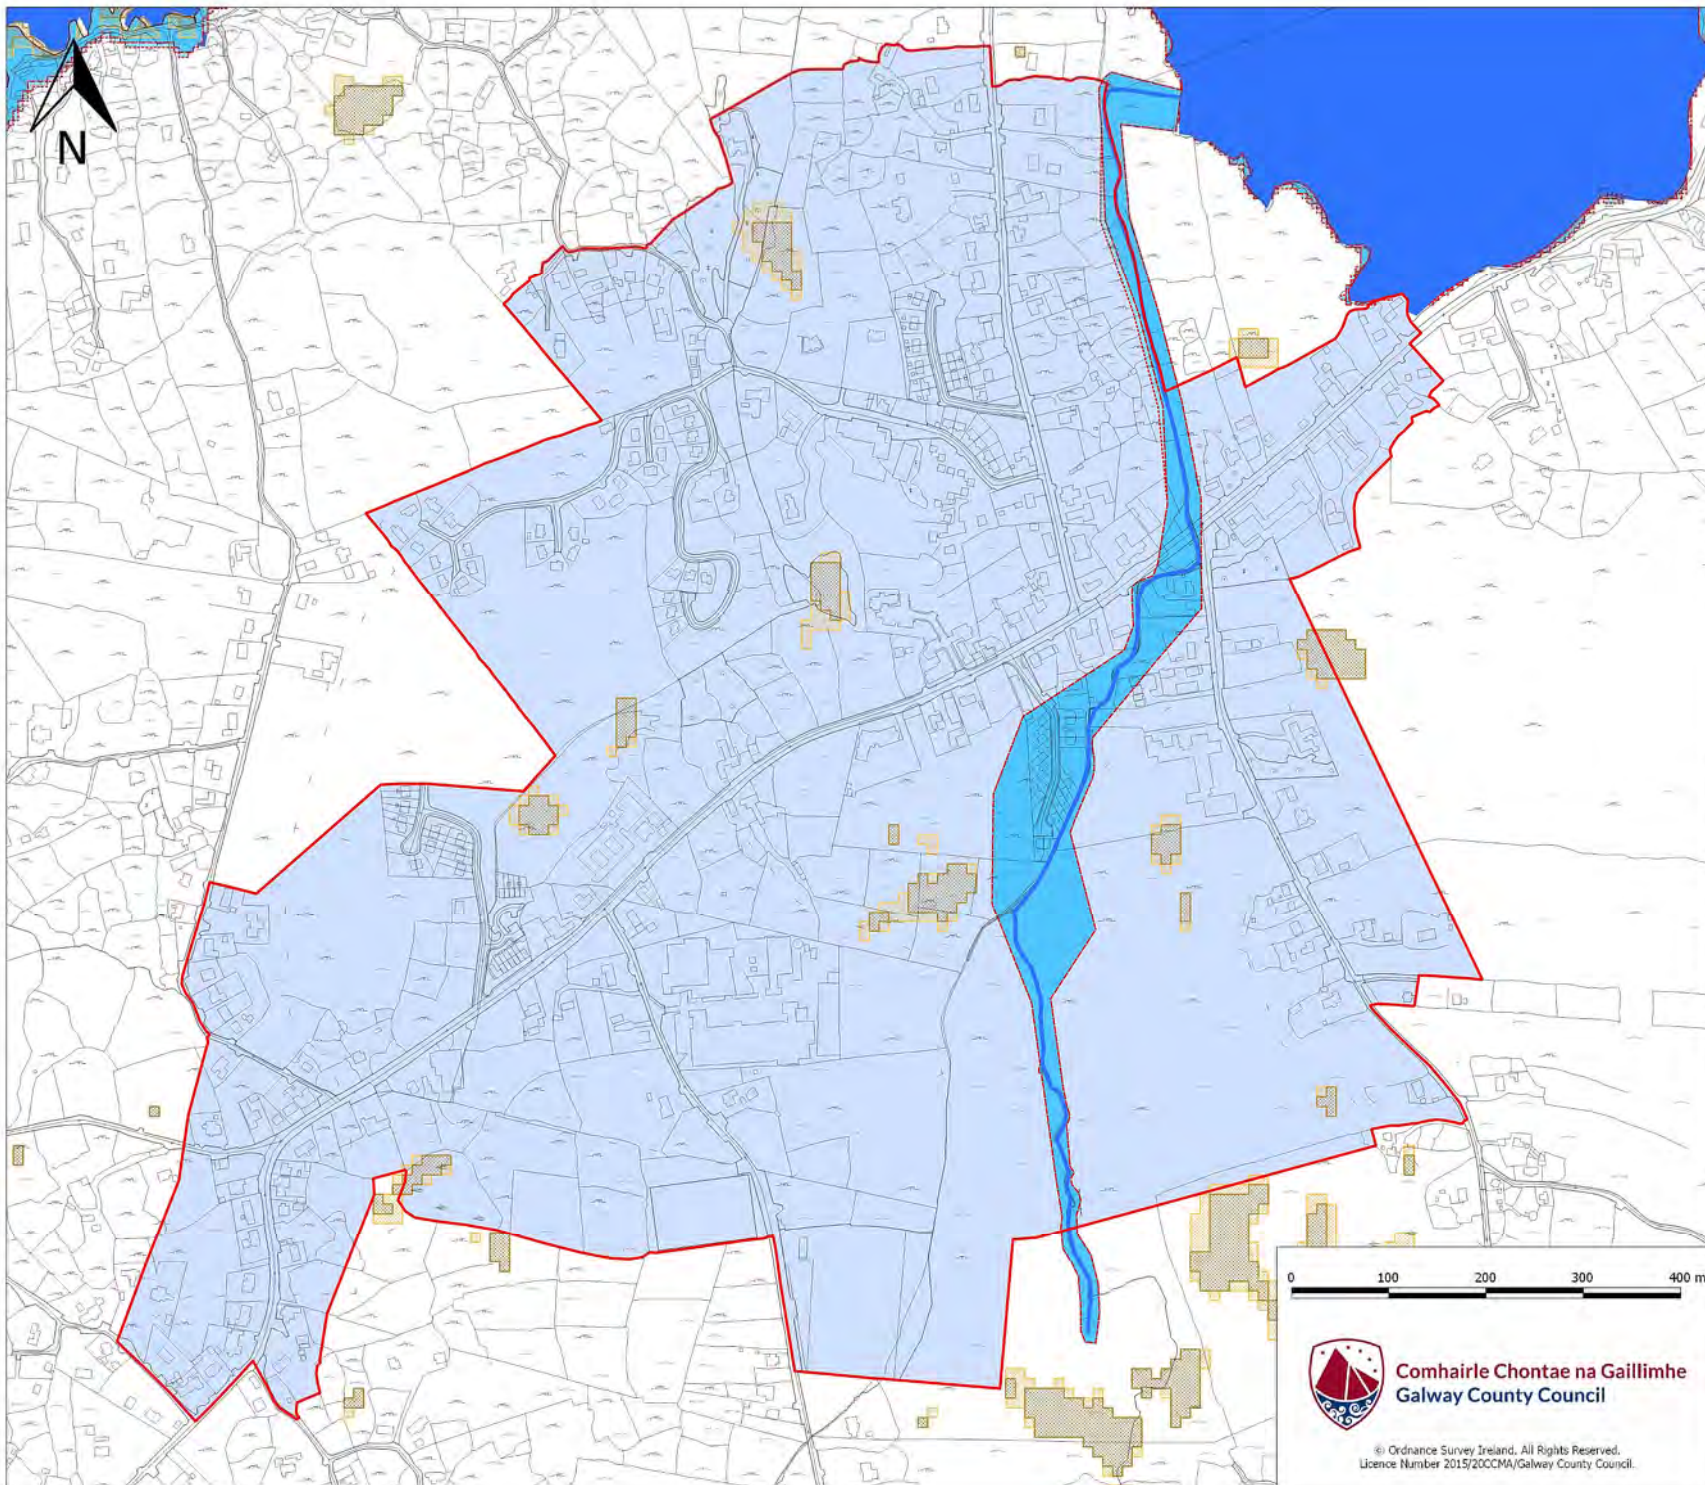 N
0 100 200 300 400 m
Comhairle Chontae na Gaillimhe
Galway County Council
© Ordnance Survey Ireland. All Rights Reserved.
Licence Number 2015/20CCMA/Galway County Council.